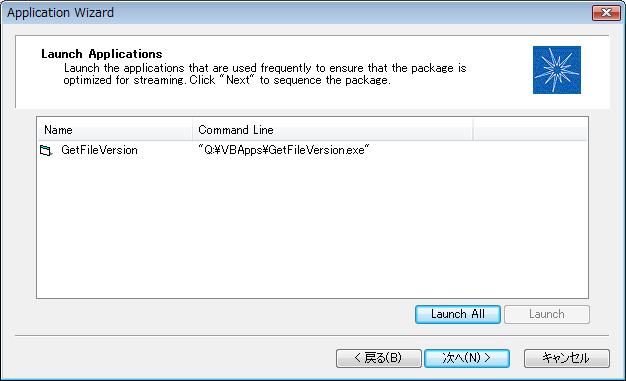 Application Wizard
Launch Applications
Launch the applications that are used frequently to ensure that the package is
optimized for streaming. Click "Next" to sequence the package.
Name Command Line
GetFileVersion "Q:¥VBApps¥GetFileVersion.exe"
Launch All Launch
< 戻る(B) 次へ(N) > キャンセル